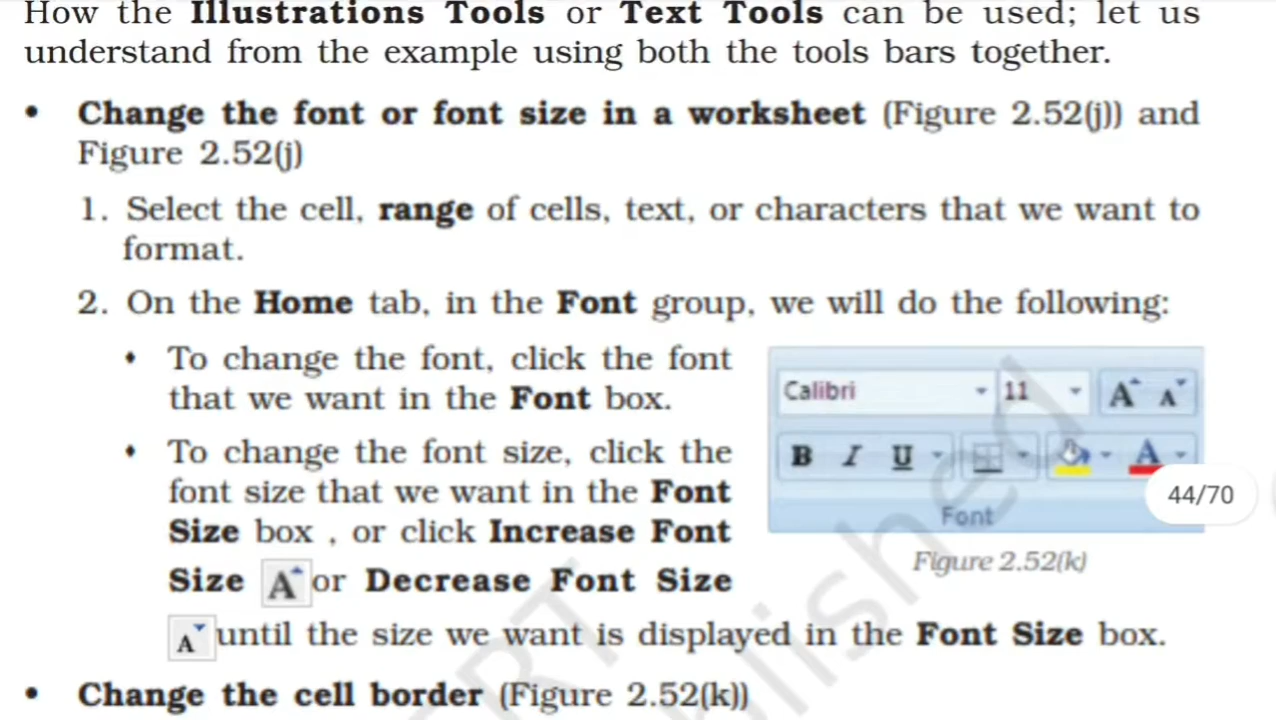 How the Illustrations Tools or Text Tools can be used; let us
understand from the example using both the tools bars together.
• Change the font or font size in a worksheet (Figure 2.52(j)) and
Figure 2.52(j)
1. Select the cell, range of cells, text, or characters that we want to
format.
2. On the Home tab, in the Font group, we will do the following:
• To change the font, click the font
that we want in the Font box.
• To change the font size, click the
font size that we want in the Font
Size box , or click Increase Font
Size A or Decrease Font Size
A until the size we want is displayed in the Font Size box.
Calibri 11 A A
B I U A
Font
44/70
Figure 2.52(k)
• Change the cell border (Figure 2.52(k))